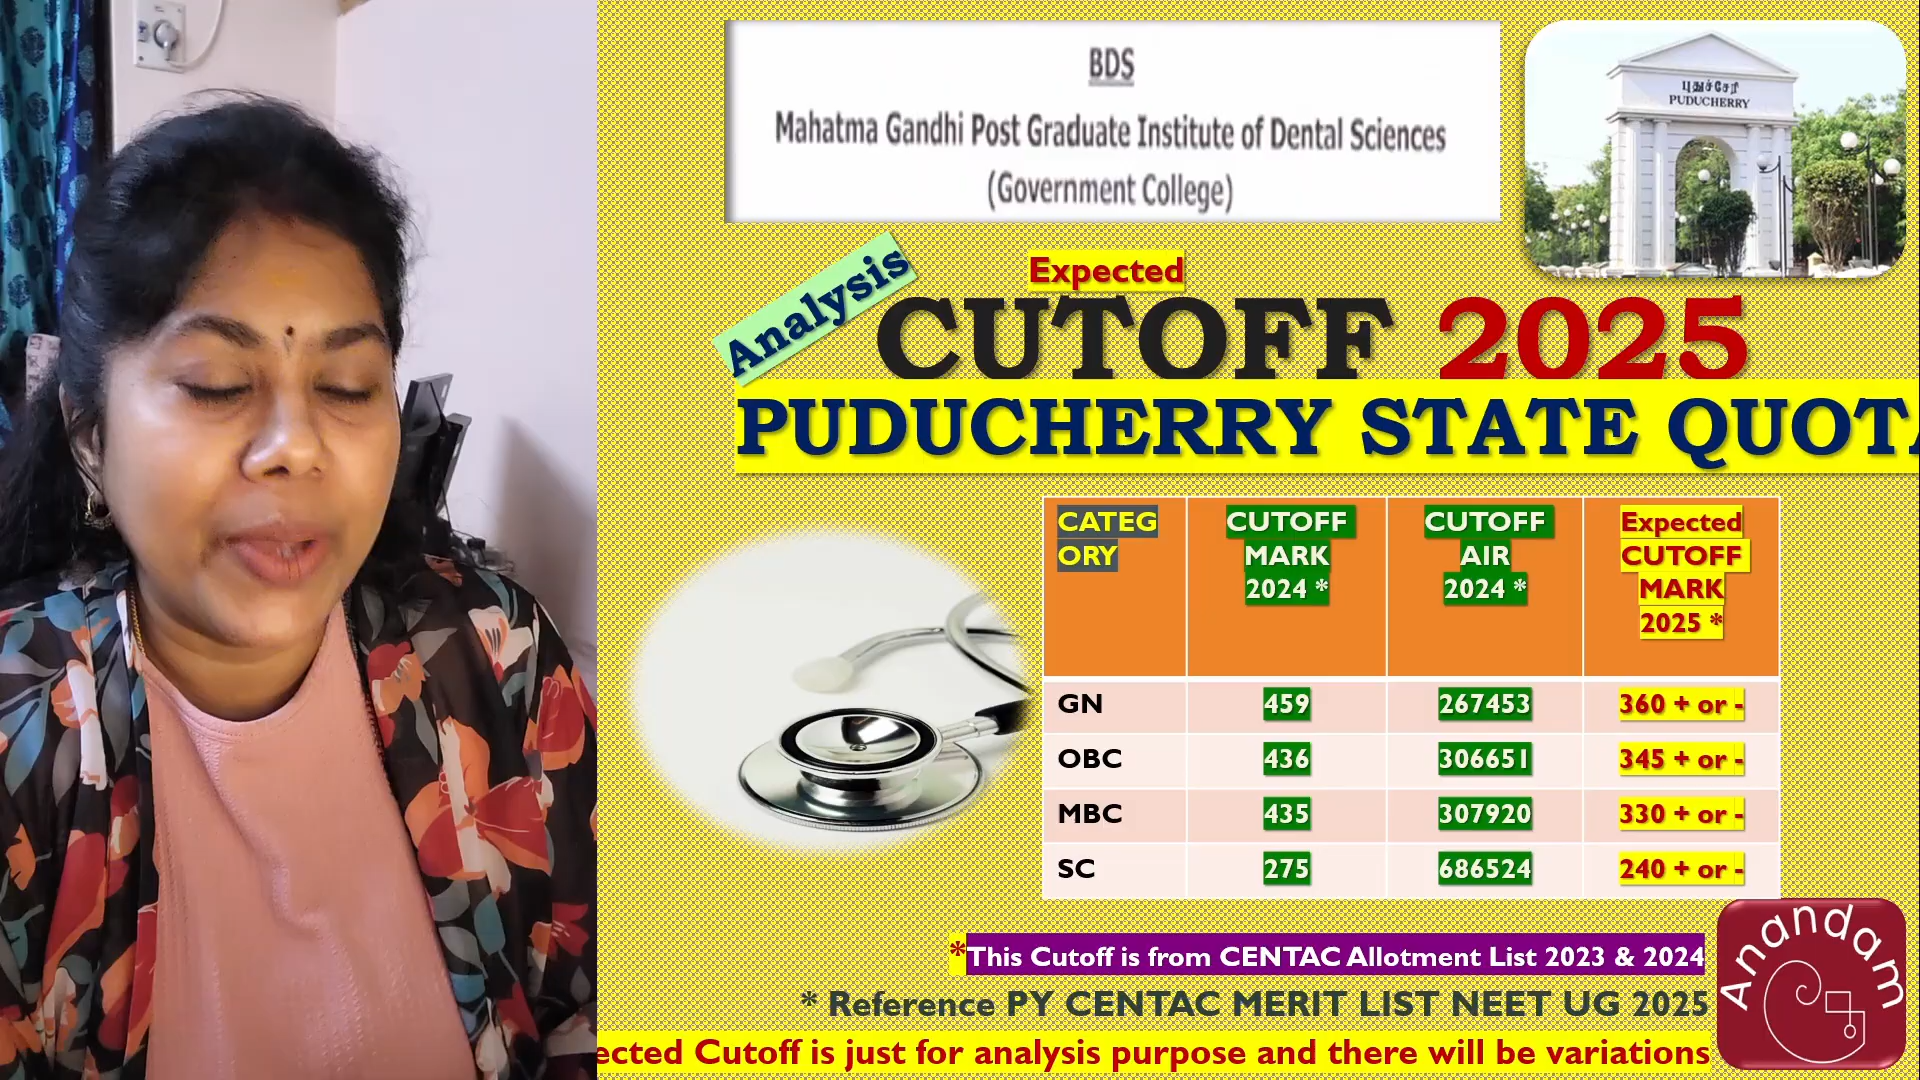 BDS
Mahatma Gandhi Post Graduate Institute of Dental Sciences
(Government College)
புதுச்சேரி
PUDUCHERRY
Analysis
Expected
CUTOFF 2025
PUDUCHERRY STATE QUOTA
CATEG
ORY
CUTOFF
MARK
2024 *
CUTOFF
AIR
2024 *
Expected
CUTOFF
MARK
2025 *
GN 459 267453 360 + or -
OBC 436 306651 345 + or -
MBC 435 307920 330 + or -
SC 275 686524 240 + or -
*This Cutoff is from CENTAC Allotment List 2023 & 2024
* Reference PY CENTAC MERIT LIST NEET UG 2025
ected Cutoff is just for analysis purpose and there will be variations
Anandam